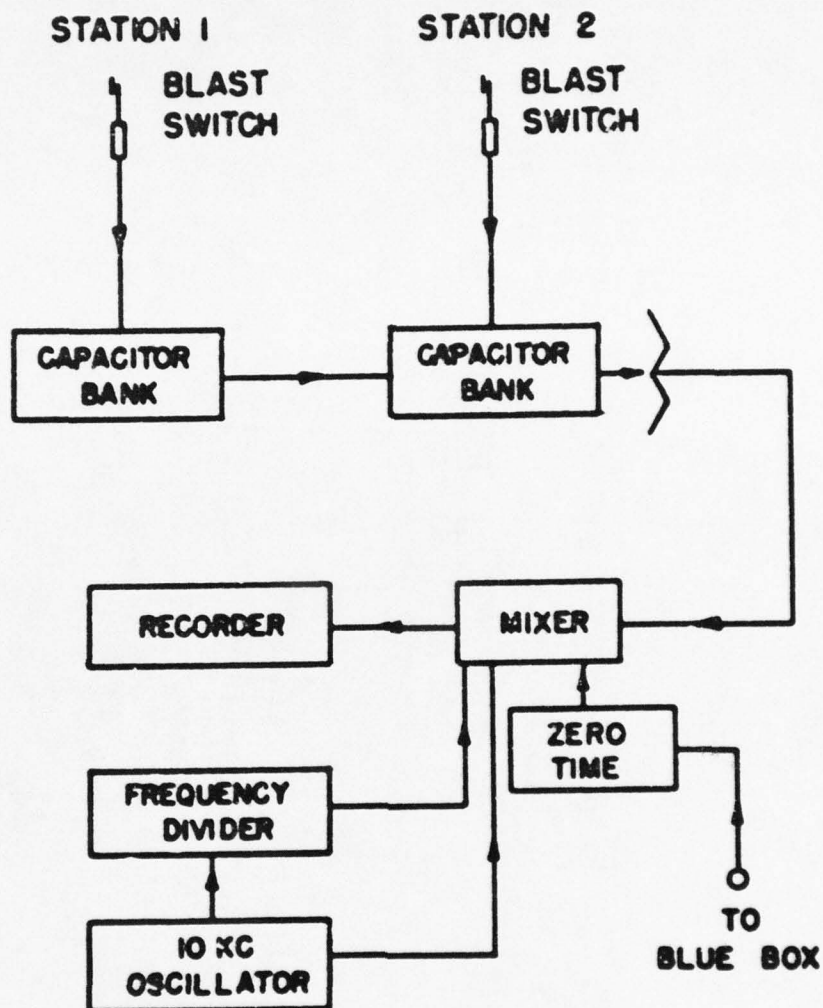 STATION 1
STATION 2
BLAST
SWITCH
BLAST
SWITCH
CAPACITOR
BANK
CAPACITOR
BANK
RECORDER
MIXER
ZERO
TIME
FREQUENCY
DIVIDER
10 KC
OSCILLATOR
TO
BLUE BOX